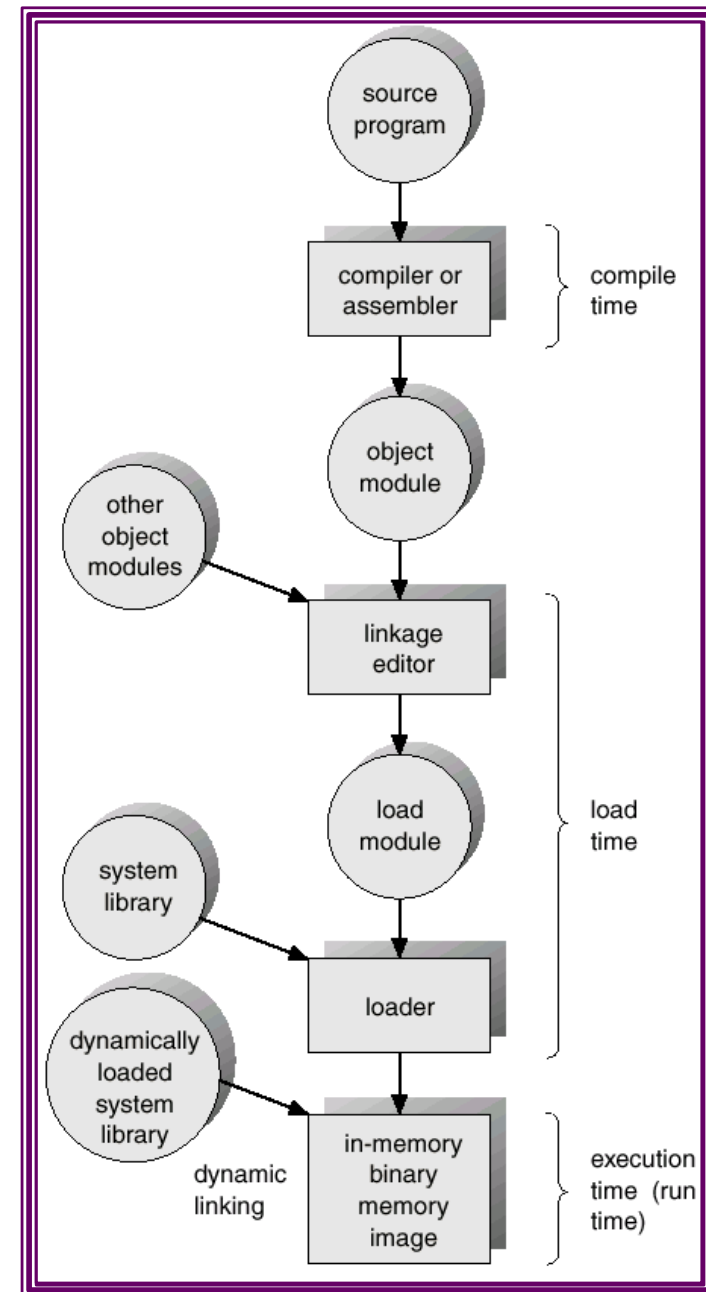 source
program
compiler or
assembler
compile
time
object
module
other
object
modules
linkage
editor
load
module
load
time
system
library
loader
dynamically
loaded
system
library
dynamic
linking
in-memory
binary
memory
image
execution
time (run
time)